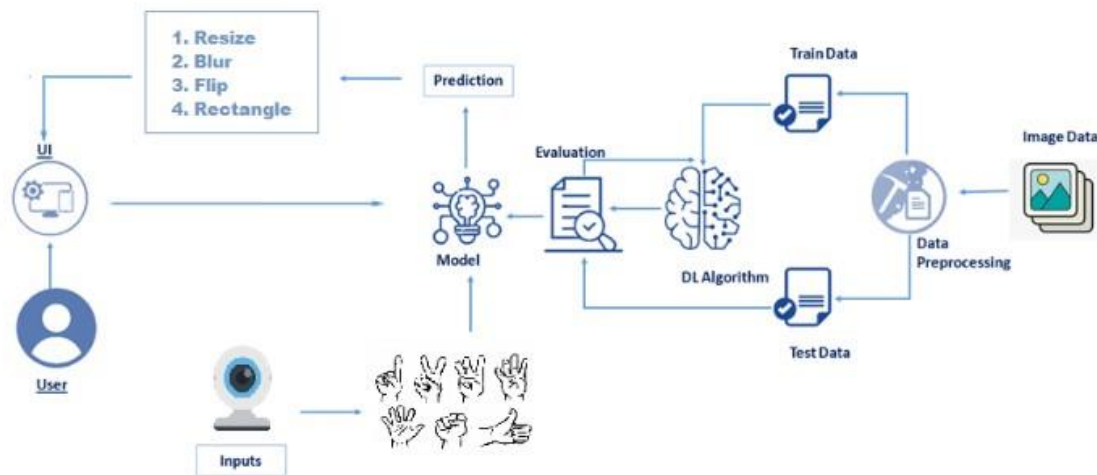 1. Resize
2. Blur
3. Flip
4. Rectangle
Prediction
Train Data
UI
Evaluation
Image Data
Model
DL Algorithm
Data
Preprocessing
Test Data
User
Inputs